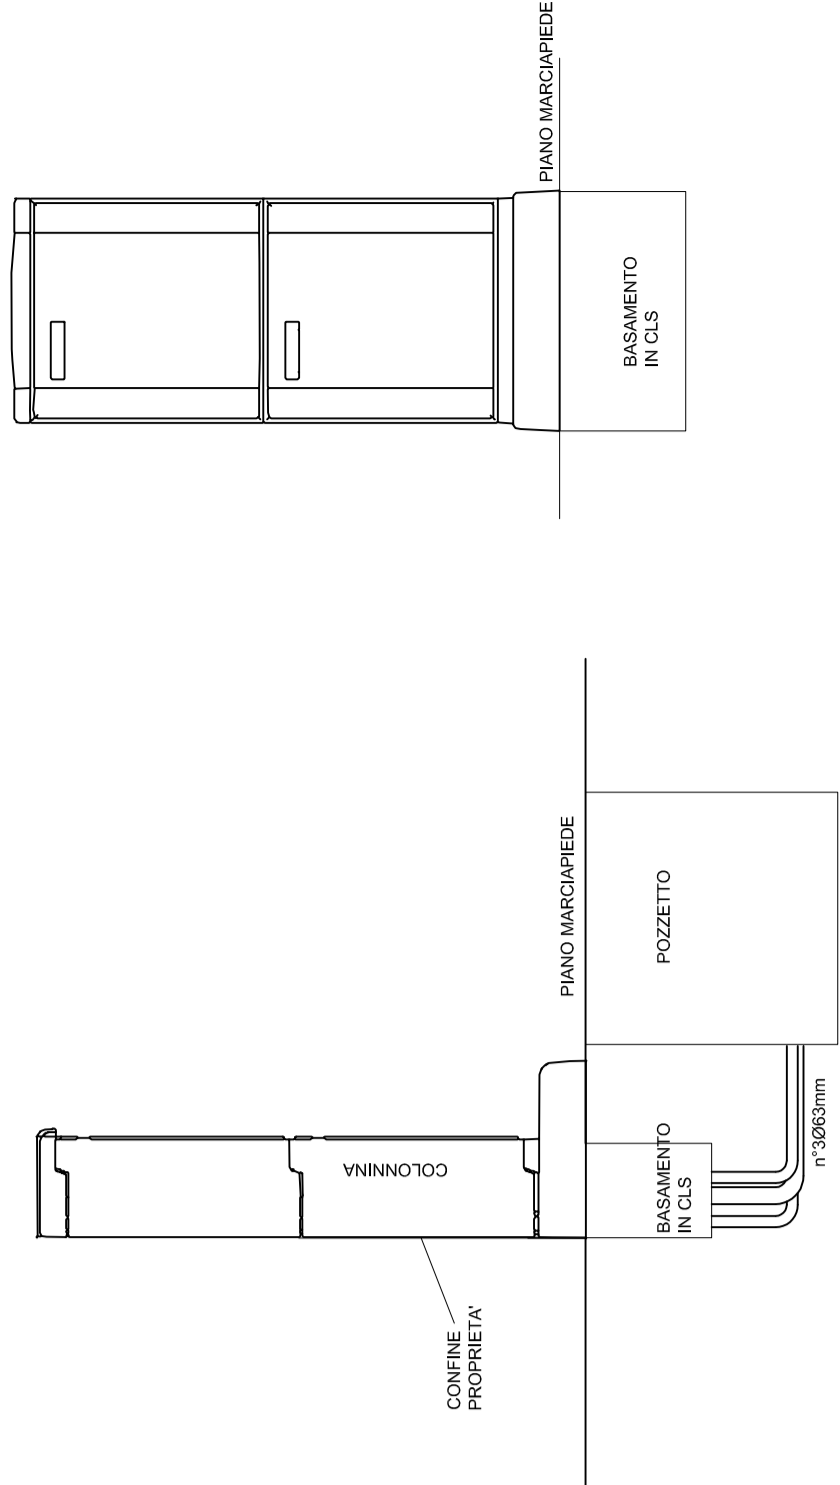 PIANO MARCIAPIEDE
BASAMENTO
IN CLS
PIANO MARCIAPIEDE
POZZETTO
COLONNINA
BASAMENTO
IN CLS
n°3Ø63mm
CONFINE
PROPRIETA'